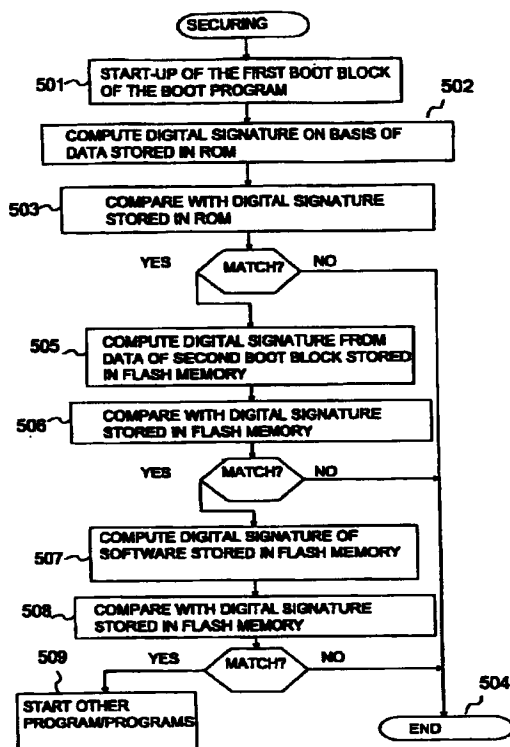 SECURING
501
START-UP OF THE FIRST BOOT BLOCK
OF THE BOOT PROGRAM
502
COMPUTE DIGITAL SIGNATURE ON BASIS OF
DATA STORED IN ROM
503
COMPARE WITH DIGITAL SIGNATURE
STORED IN ROM
YES
MATCH?
NO
505
COMPUTE DIGITAL SIGNATURE FROM
DATA OF SECOND BOOT BLOCK STORED
IN FLASH MEMORY
506
COMPARE WITH DIGITAL SIGNATURE
STORED IN FLASH MEMORY
YES
MATCH?
NO
COMPUTE DIGITAL SIGNATURE OF
SOFTWARE STORED IN FLASH MEMORY
507
508
COMPARE WITH DIGITAL SIGNATURE
STORED IN FLASH MEMORY
YES
MATCH?
NO
509
START OTHER
PROGRAM/PROGRAMS
504
END